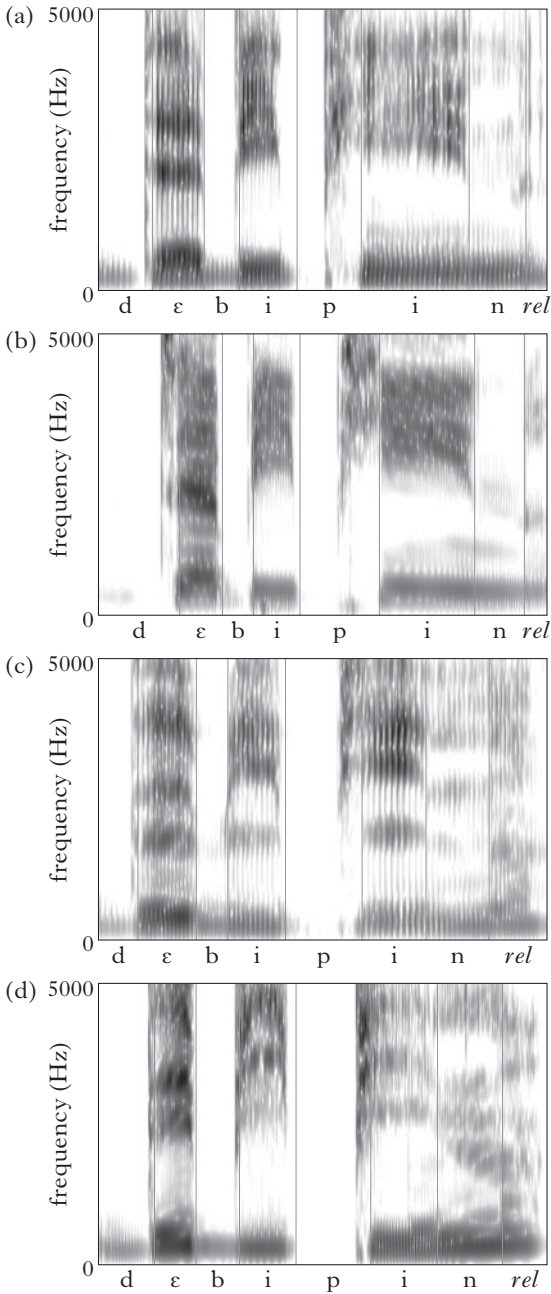 (a) 5000
frequency (Hz)
0
d ɛ b i p i n rel
(b) 5000
frequency (Hz)
0
d ɛ b i p i n rel
(c) 5000
frequency (Hz)
0
d ɛ b i p i n rel
(d) 5000
frequency (Hz)
0
d ɛ b i p i n rel